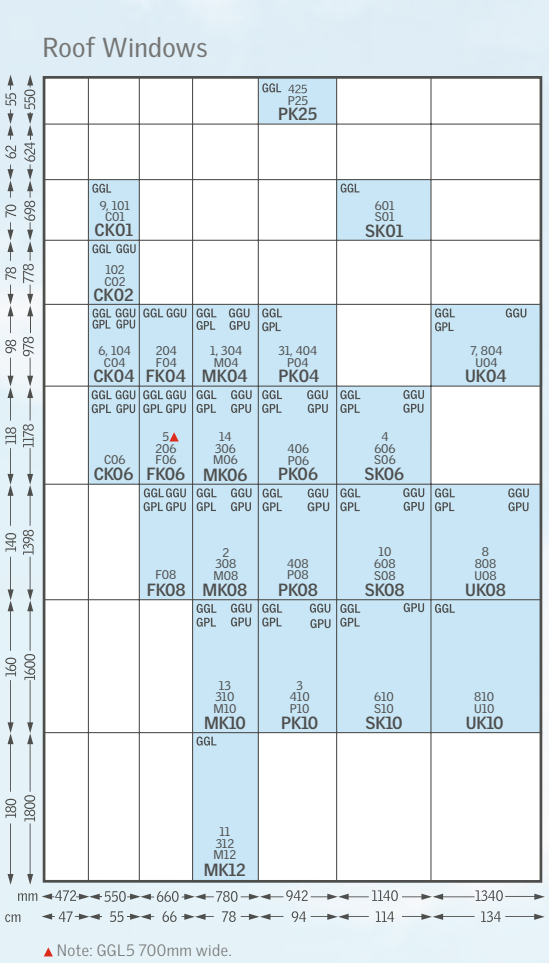 Roof Windows
55 550
GGL 425
P25
PK25
62 624
70 698
GGL
9, 101
C01
CK01
GGL
601
S01
SK01
78 778
GGL GGU
102
C02
CK02
98 978
GGL GGU
GPL GPU
6, 104
C04
CK04
GGL GGU
204
F04
FK04
GGL GGU
GPL GPU
1, 304
M04
MK04
GGL
GPL
31, 404
P04
PK04
GGL GGU
GPL
7, 804
U04
UK04
118 1178
GGL GGU
GPL GPU
C06
CK06
GGL GGU
GPL GPU
5▲
206
F06
FK06
GGL GGU
GPL GPU
14
306
M06
MK06
GGL GGU
GPL GPU
406
P06
PK06
GGL GGU
GPL GPU
4
606
S06
SK06
140 1398
GGL GGU
GPL GPU
F08
FK08
GGL GGU
GPL GPU
2
308
M08
MK08
GGL GGU
GPL GPU
408
P08
PK08
GGL GGU
GPL GPU
10
608
S08
SK08
GGL GGU
GPL GPU
8
808
U08
UK08
160 1600
GGL GGU
GPL GPU
13
310
M10
MK10
GGL GGU
GPL GPU
3
410
P10
PK10
GGL GPU
GPL
610
S10
SK10
GGL
810
U10
UK10
180 1800
GGL
11
312
M12
MK12
mm 472 550 660 780 942 1140 1340
cm 47 55 66 78 94 114 134
▲ Note: GGL5 700mm wide.